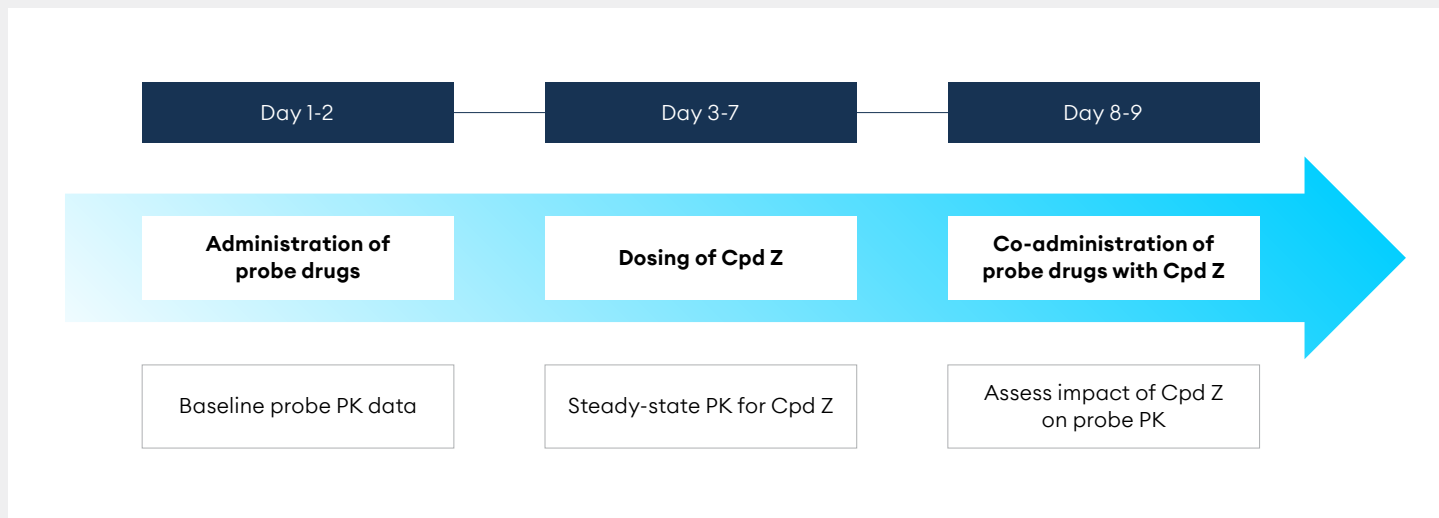 Day 1-2
Day 3-7
Day 8-9
Administration of
probe drugs
Dosing of Cpd Z
Co-administration of
probe drugs with Cpd Z
Baseline probe PK data
Steady-state PK for Cpd Z
Assess impact of Cpd Z
on probe PK